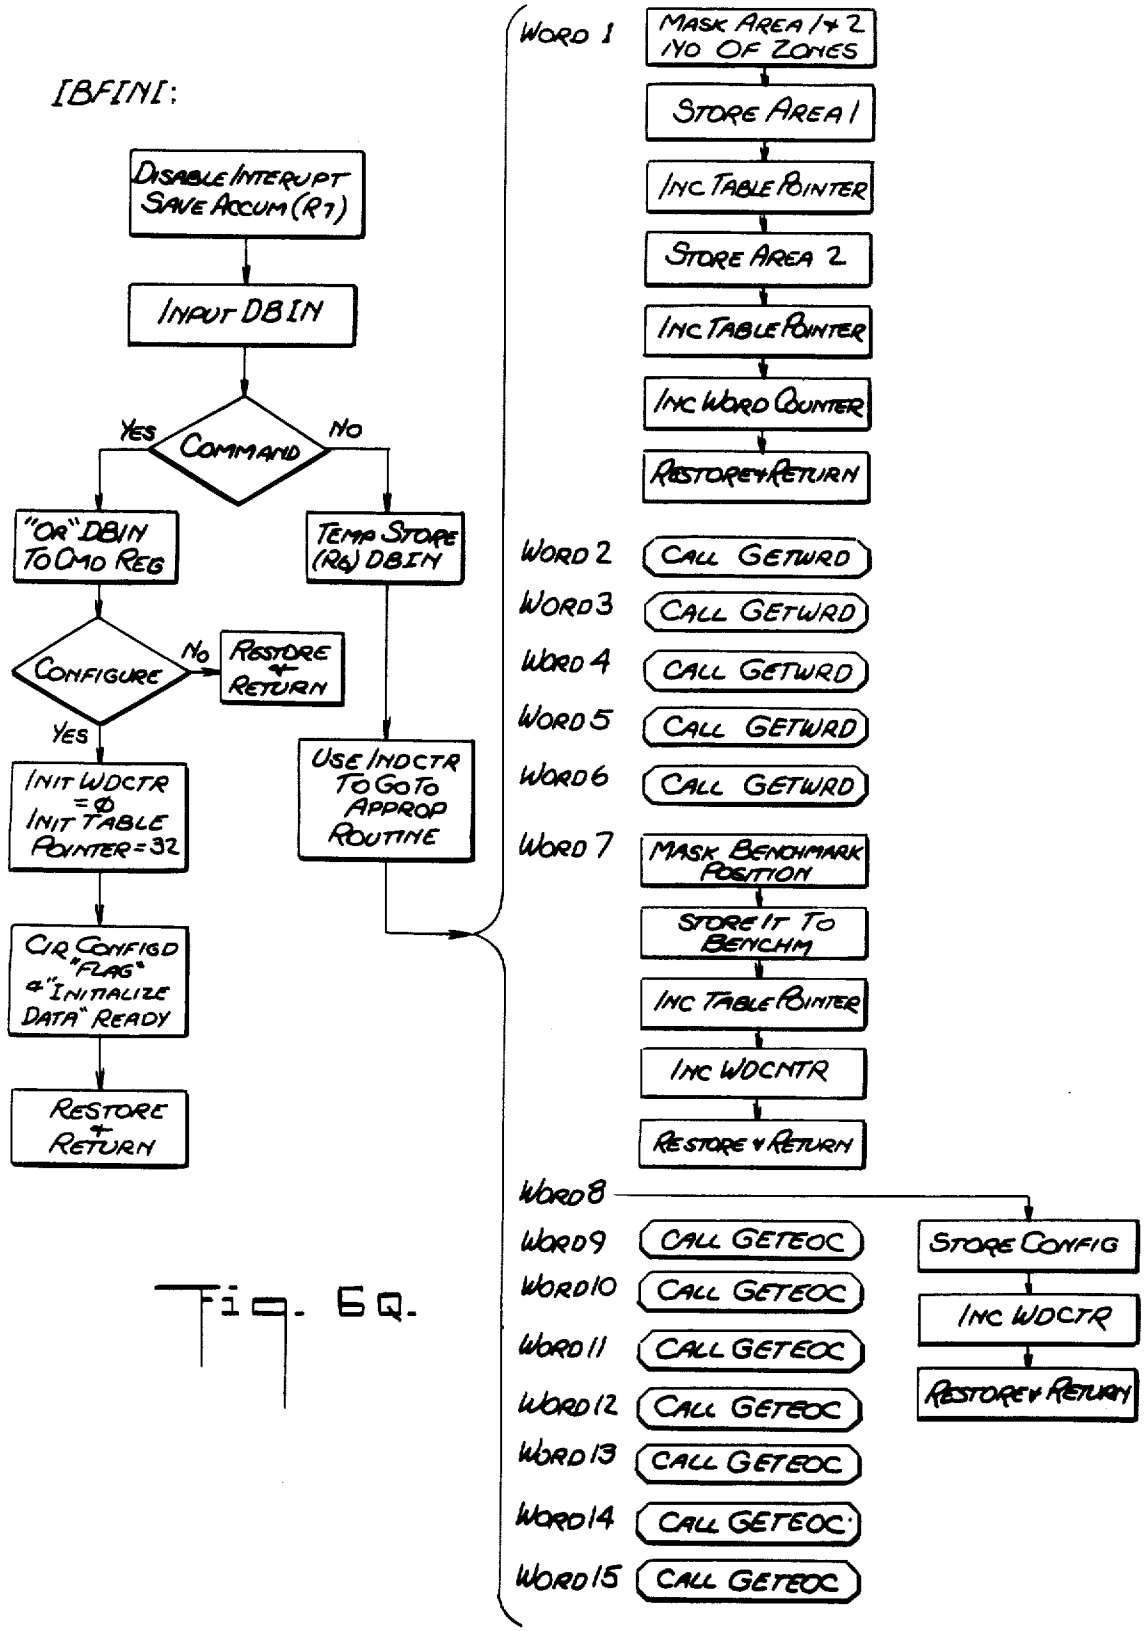 IBFINI:
DISABLE INTERUPT
SAVE ACCUM (R7)
INPUT DBIN
COMMAND
YES
NO
"OR" DBIN
TO CMD REG
TEMP STORE
(R6) DBIN
CONFIGURE
NO
RESTORE
&
RETURN
YES
INIT WDCTR
=Ø
INIT TABLE
POINTER=32
USE INDCTR
TO GO TO
APPROP
ROUTINE
CLR CONFIGD
"FLAG"
&"INITIALIZE
DATA" READY
RESTORE
&
RETURN
WORD 1
MASK AREA 1 & 2
NO OF ZONES
STORE AREA 1
INC TABLE POINTER
STORE AREA 2
INC TABLE POINTER
INC WORD COUNTER
RESTORE & RETURN
WORD 2 CALL GETWRD
WORD 3 CALL GETWRD
WORD 4 CALL GETWRD
WORD 5 CALL GETWRD
WORD 6 CALL GETWRD
WORD 7
MASK BENCHMARK
POSITION
STORE IT TO
BENCHM
INC TABLE POINTER
INC WDCNTR
RESTORE & RETURN
WORD 8
STORE CONFIG
INC WDCTR
RESTORE & RETURN
WORD 9 CALL GETEOC
WORD 10 CALL GETEOC
WORD 11 CALL GETEOC
WORD 12 CALL GETEOC
WORD 13 CALL GETEOC
WORD 14 CALL GETEOC
WORD 15 CALL GETEOC
Fig. 6Q.